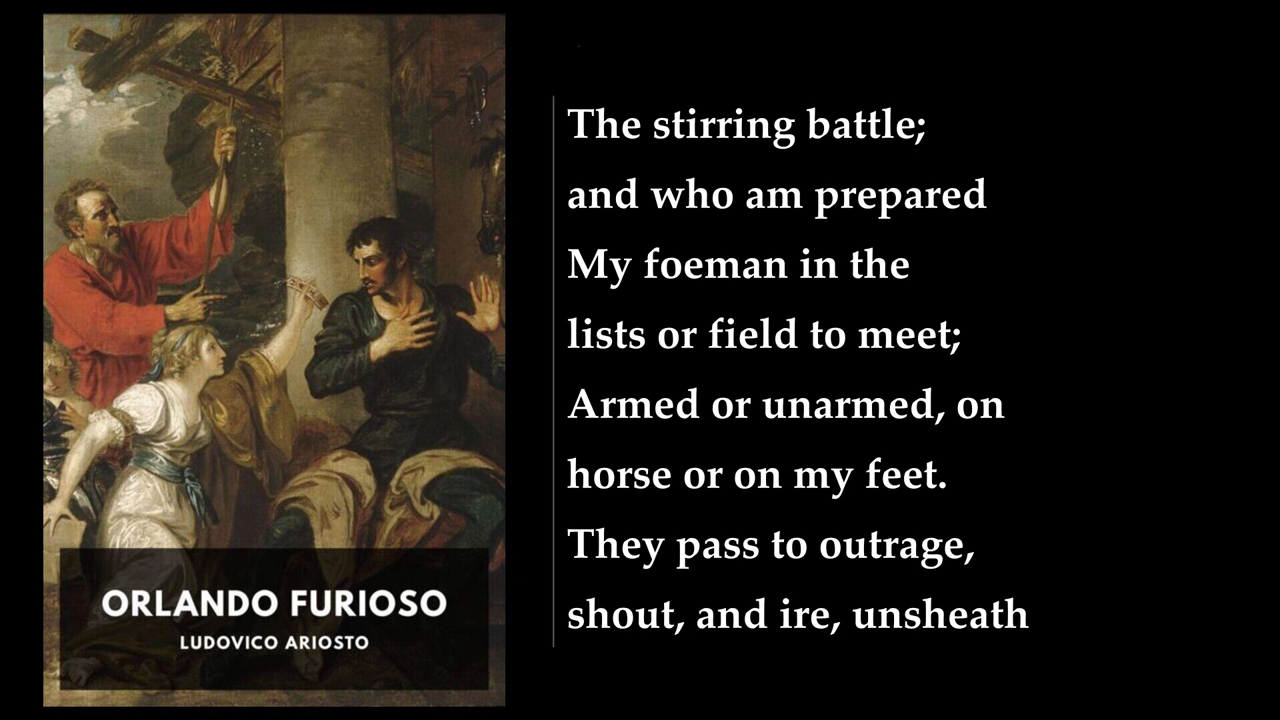 ORLANDO FURIOSO
LUDOVICO ARIOSTO
The stirring battle;
and who am prepared
My foeman in the
lists or field to meet;
Armed or unarmed, on
horse or on my feet.
They pass to outrage,
shout, and ire, unsheath